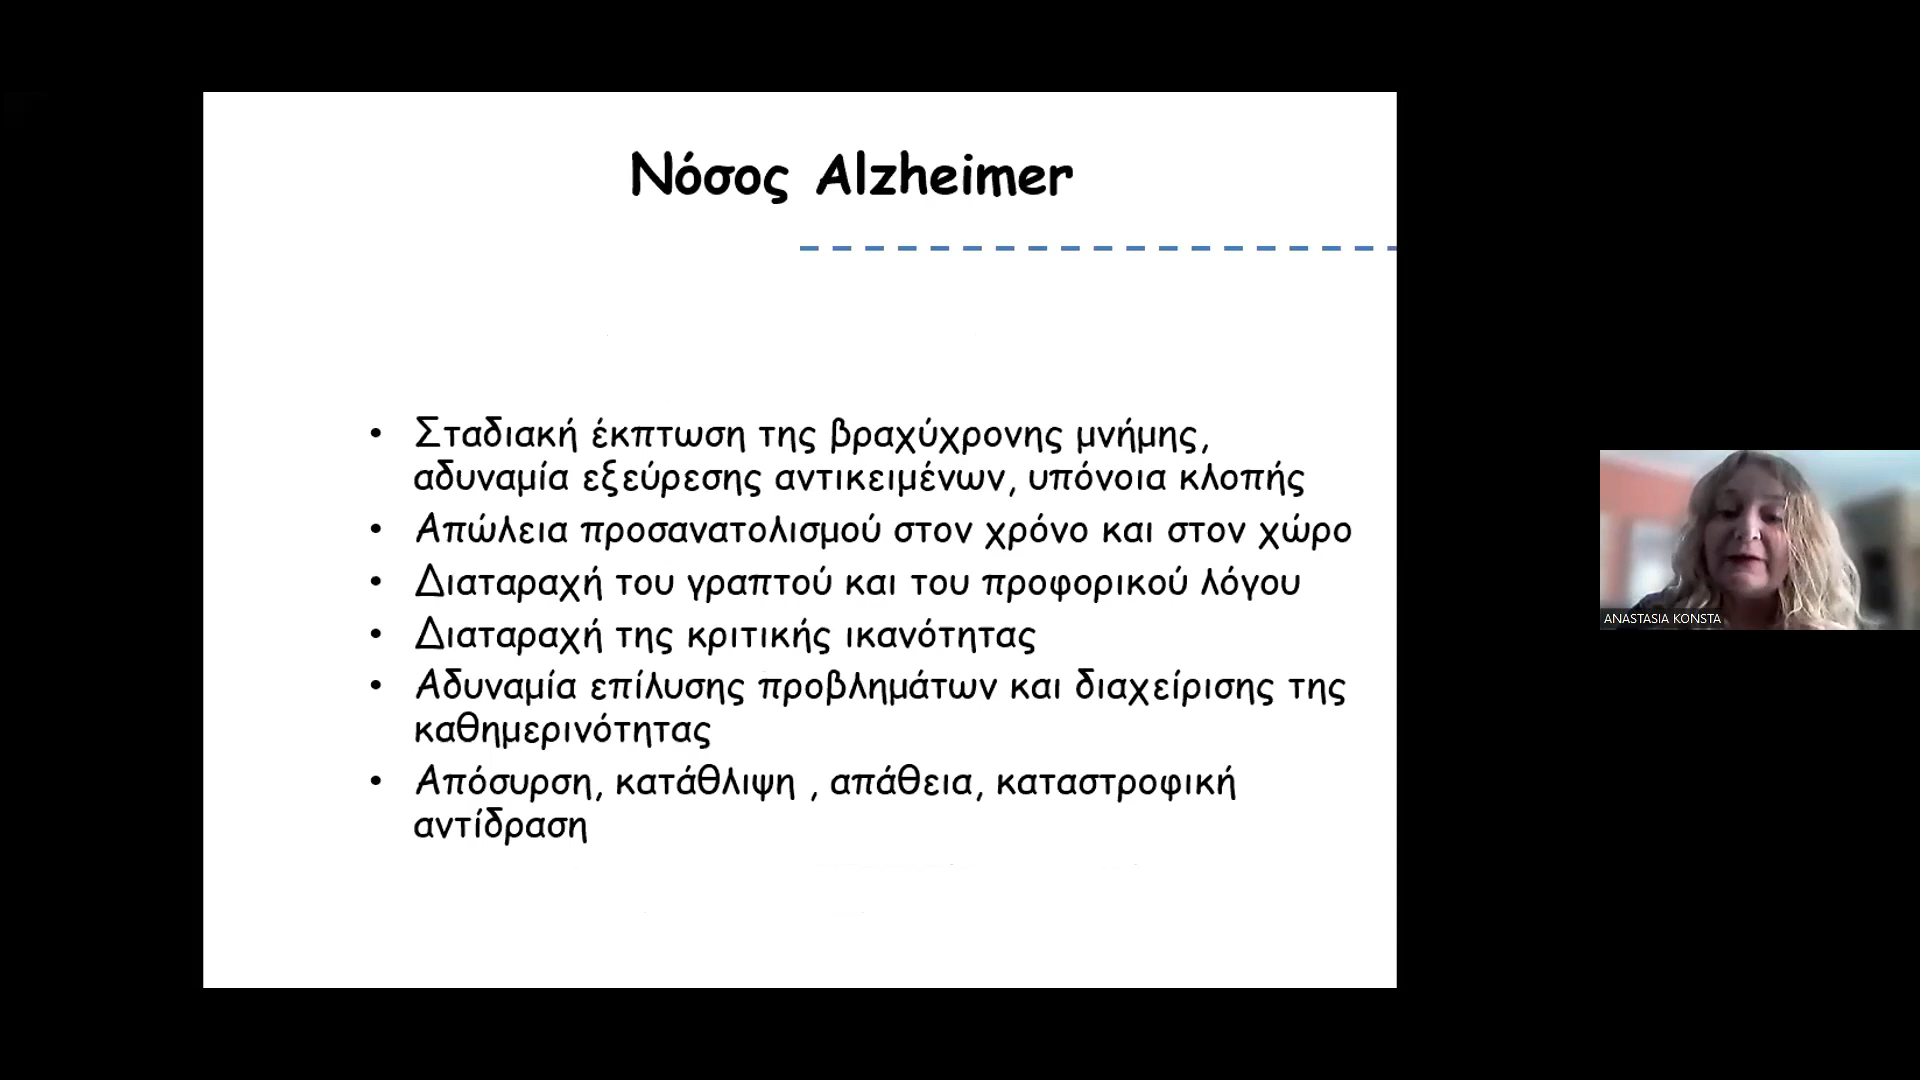 Νόσος Alzheimer
• Σταδιακή έκπτωση της βραχύχρονης μνήμης,
αδυναμία εξεύρεσης αντικειμένων, υπόνοια κλοπής
• Απώλεια προσανατολισμού στον χρόνο και στον χώρο
• Διαταραχή του γραπτού και του προφορικού λόγου
• Διαταραχή της κριτικής ικανότητας
• Αδυναμία επίλυσης προβλημάτων και διαχείρισης της
καθημερινότητας
• Απόσυρση, κατάθλιψη , απάθεια, καταστροφική
αντίδραση
ANASTASIA KONSTA